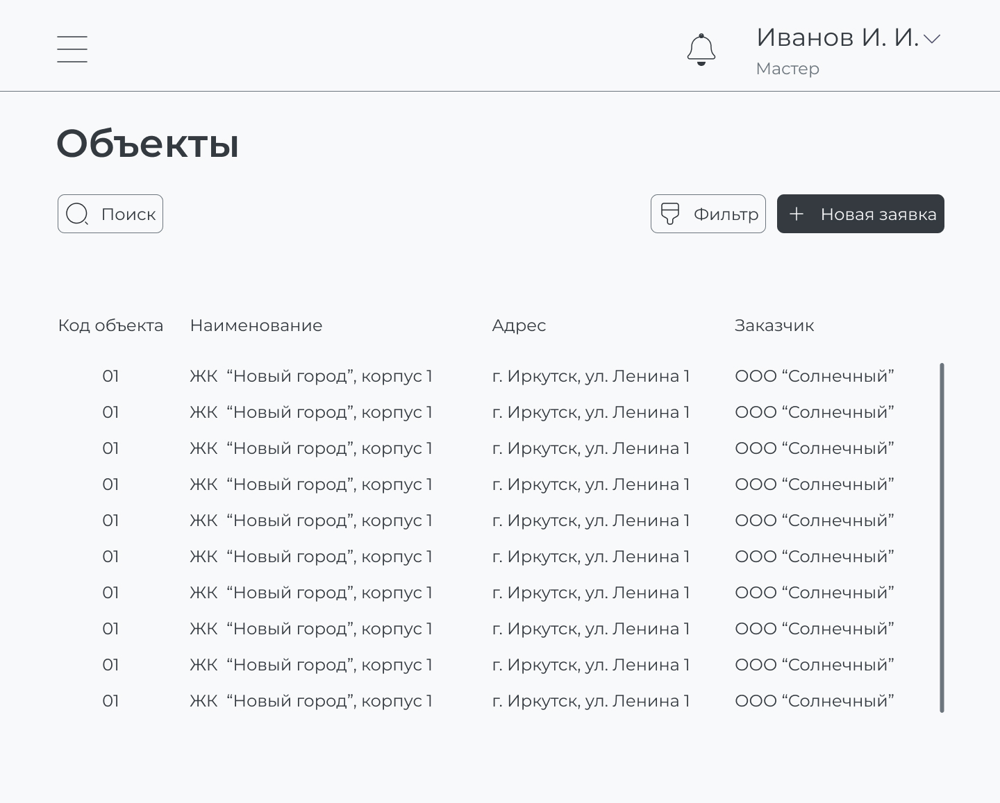 Иванов И. И.
Мастер
Объекты
Поиск Фильтр Новая заявка
Код объекта Наименование Адрес Заказчик
01 ЖК “Новый город”, корпус 1 г. Иркутск, ул. Ленина 1 ООО “Солнечный”
01 ЖК “Новый город”, корпус 1 г. Иркутск, ул. Ленина 1 ООО “Солнечный”
01 ЖК “Новый город”, корпус 1 г. Иркутск, ул. Ленина 1 ООО “Солнечный”
01 ЖК “Новый город”, корпус 1 г. Иркутск, ул. Ленина 1 ООО “Солнечный”
01 ЖК “Новый город”, корпус 1 г. Иркутск, ул. Ленина 1 ООО “Солнечный”
01 ЖК “Новый город”, корпус 1 г. Иркутск, ул. Ленина 1 ООО “Солнечный”
01 ЖК “Новый город”, корпус 1 г. Иркутск, ул. Ленина 1 ООО “Солнечный”
01 ЖК “Новый город”, корпус 1 г. Иркутск, ул. Ленина 1 ООО “Солнечный”
01 ЖК “Новый город”, корпус 1 г. Иркутск, ул. Ленина 1 ООО “Солнечный”
01 ЖК “Новый город”, корпус 1 г. Иркутск, ул. Ленина 1 ООО “Солнечный”